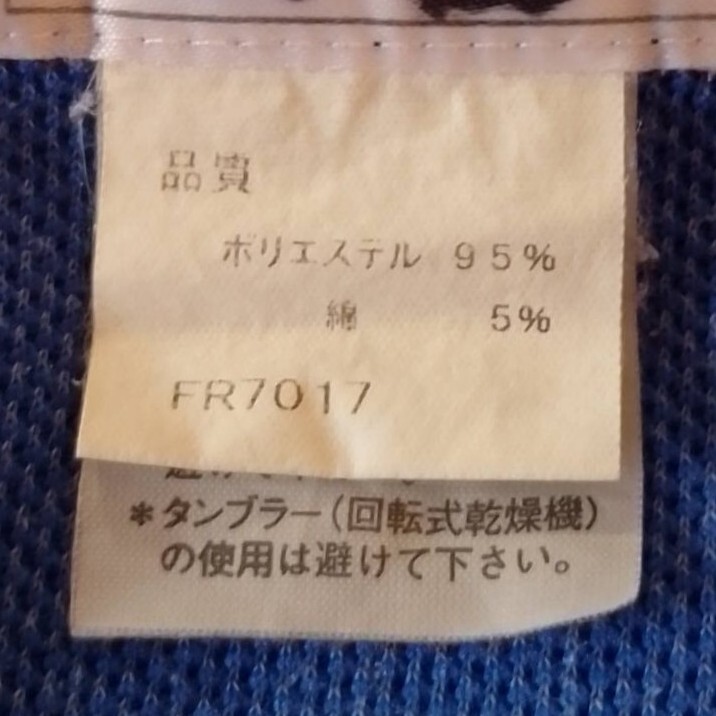 品質
ポリエステル 95%
綿 5%
FR7017
*タンブラー(回転式乾燥機)
の使用は避けて下さい。